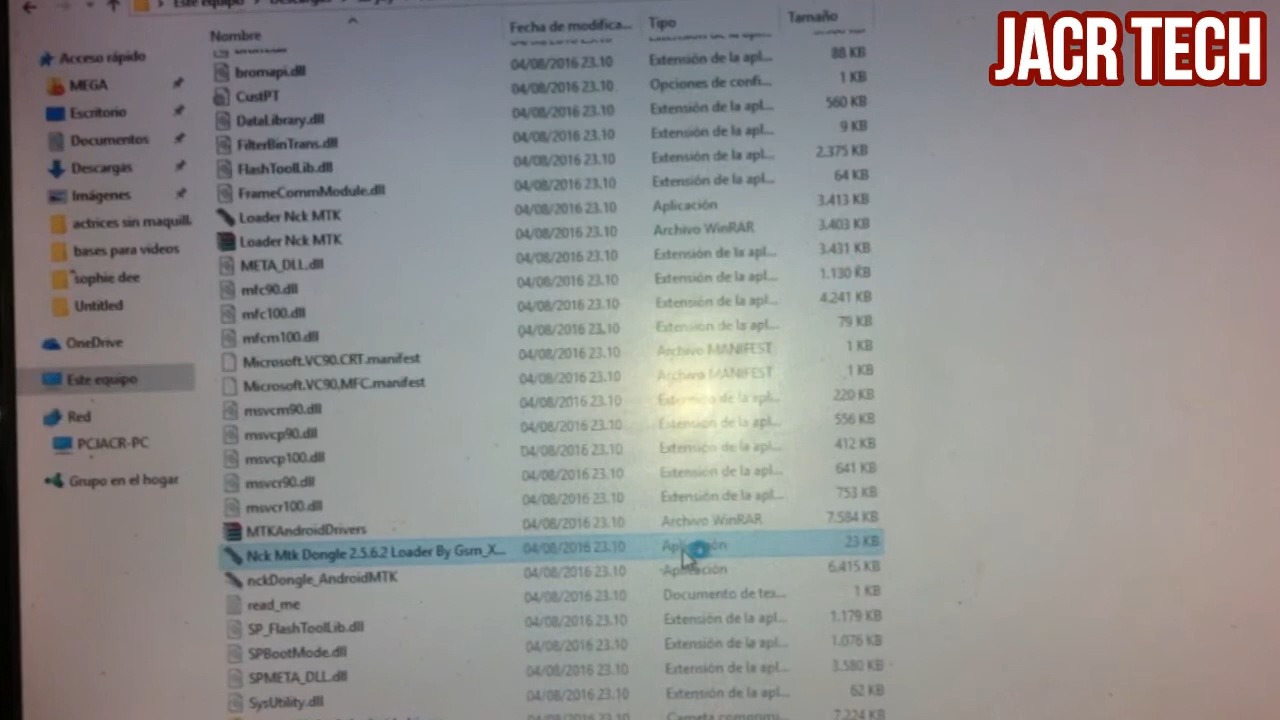 Este equipo
JACR TECH
Nombre Fecha de modifica... Tipo Tamaño
Acceso rápido
MEGA
Escritorio
Documentos
Descargas
Imágenes
actrices sin maquill
bases para videos
sophie dee
Untitled
OneDrive
Este equipo
Red
PCJACR-PC
Grupo en el hogar
bromapi.dll 04/08/2016 23.10 Extensión de la apl... 88 KB
CustPT 04/08/2016 23.10 Opciones de confi... 1 KB
DataLibrary.dll 04/08/2016 23.10 Extensión de la apl... 560 KB
FilterBinTrans.dll 04/08/2016 23.10 Extensión de la apl... 9 KB
FlashToolLib.dll 04/08/2016 23.10 Extensión de la apl... 2.375 KB
FrameCommModule.dll 04/08/2016 23.10 Extensión de la apl... 64 KB
Loader Nck MTK 04/08/2016 23.10 Aplicación 3.413 KB
Loader Nck MTK 04/08/2016 23.10 Archivo WinRAR 3.403 KB
META_DLL.dll 04/08/2016 23.10 Extensión de la apl... 3.431 KB
mfc90.dll 04/08/2016 23.10 Extensión de la apl... 1.130 KB
mfc100.dll 04/08/2016 23.10 Extensión de la apl... 4.241 KB
mfcm100.dll 04/08/2016 23.10 Extensión de la apl... 79 KB
Microsoft.VC90.CRT.manifest 04/08/2016 23.10 Archivo MANIFEST 1 KB
Microsoft.VC90.MFC.manifest 04/08/2016 23.10 Archivo MANIFEST 1 KB
msvcm90.dll 04/08/2016 23.10 Extensión de la apl... 220 KB
msvcp90.dll 04/08/2016 23.10 Extensión de la apl... 556 KB
msvcp100.dll 04/08/2016 23.10 Extensión de la apl... 412 KB
msvcr90.dll 04/08/2016 23.10 Extensión de la apl... 641 KB
msvcr100.dll 04/08/2016 23.10 Extensión de la apl... 753 KB
MTKAndroidDrivers 04/08/2016 23.10 Archivo WinRAR 7.584 KB
Nck Mtk Dongle 2.5.6.2 Loader By Gsm_X... 04/08/2016 23.10 Aplicación 23 KB
nckDongle_AndroidMTK 04/08/2016 23.10 Aplicación 6.415 KB
read_me 04/08/2016 23.10 Documento de tex... 1 KB
SP_FlashToolLib.dll 04/08/2016 23.10 Extensión de la apl... 1.179 KB
SPBootMode.dll 04/08/2016 23.10 Extensión de la apl... 1.076 KB
SPMETA_DLL.dll 04/08/2016 23.10 Extensión de la apl... 3.580 KB
SysUtility.dll 04/08/2016 23.10 Extensión de la apl... 62 KB
7.224 KB